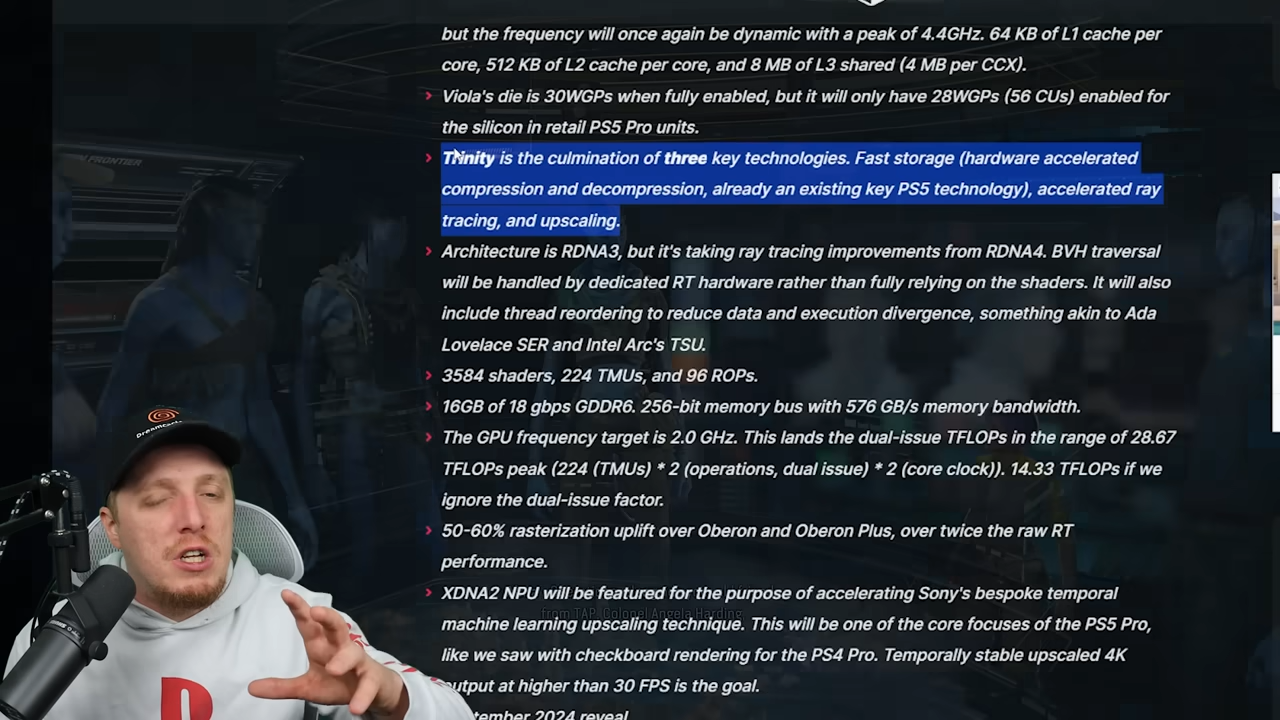 but the frequency will once again be dynamic with a peak of 4.4GHz. 64 KB of L1 cache per
core, 512 KB of L2 cache per core, and 8 MB of L3 shared (4 MB per CCX).
Viola's die is 30WGPs when fully enabled, but it will only have 28WGPs (56 CUs) enabled for
the silicon in retail PS5 Pro units.
Trinity is the culmination of three key technologies. Fast storage (hardware accelerated
compression and decompression, already an existing key PS5 technology), accelerated ray
tracing, and upscaling.
Architecture is RDNA3, but it's taking ray tracing improvements from RDNA4. BVH traversal
will be handled by dedicated RT hardware rather than fully relying on the shaders. It will also
include thread reordering to reduce data and execution divergence, something akin to Ada
Lovelace SER and Intel Arc's TSU.
3584 shaders, 224 TMUs, and 96 ROPs.
16GB of 18 gbps GDDR6. 256-bit memory bus with 576 GB/s memory bandwidth.
The GPU frequency target is 2.0 GHz. This lands the dual-issue TFLOPs in the range of 28.67
TFLOPs peak (224 (TMUs) * 2 (operations, dual issue) * 2 (core clock)). 14.33 TFLOPs if we
ignore the dual-issue factor.
50-60% rasterization uplift over Oberon and Oberon Plus, over twice the raw RT
performance.
XDNA2 NPU will be featured for the purpose of accelerating Sony's bespoke temporal
from TAP, Colonel Angela Harding
machine learning upscaling technique. This will be one of the core focuses of the PS5 Pro,
like we saw with checkboard rendering for the PS4 Pro. Temporally stable upscaled 4K
output at higher than 30 FPS is the goal.
2024 reveal
FRONTIER
Dreamcast